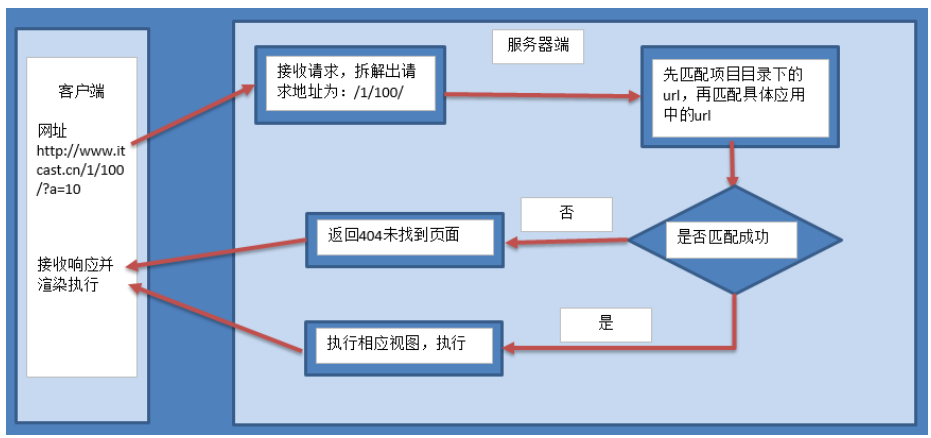 客户端
网址
http://www.it
cast.cn/1/100
/?a=10
接收响应并
渲染执行
服务器端
接收请求，拆解出请
求地址为：/1/100/
先匹配项目目录下的
url，再匹配具体应用
中的url
是否匹配成功
否
返回404未找到页面
是
执行相应视图，执行